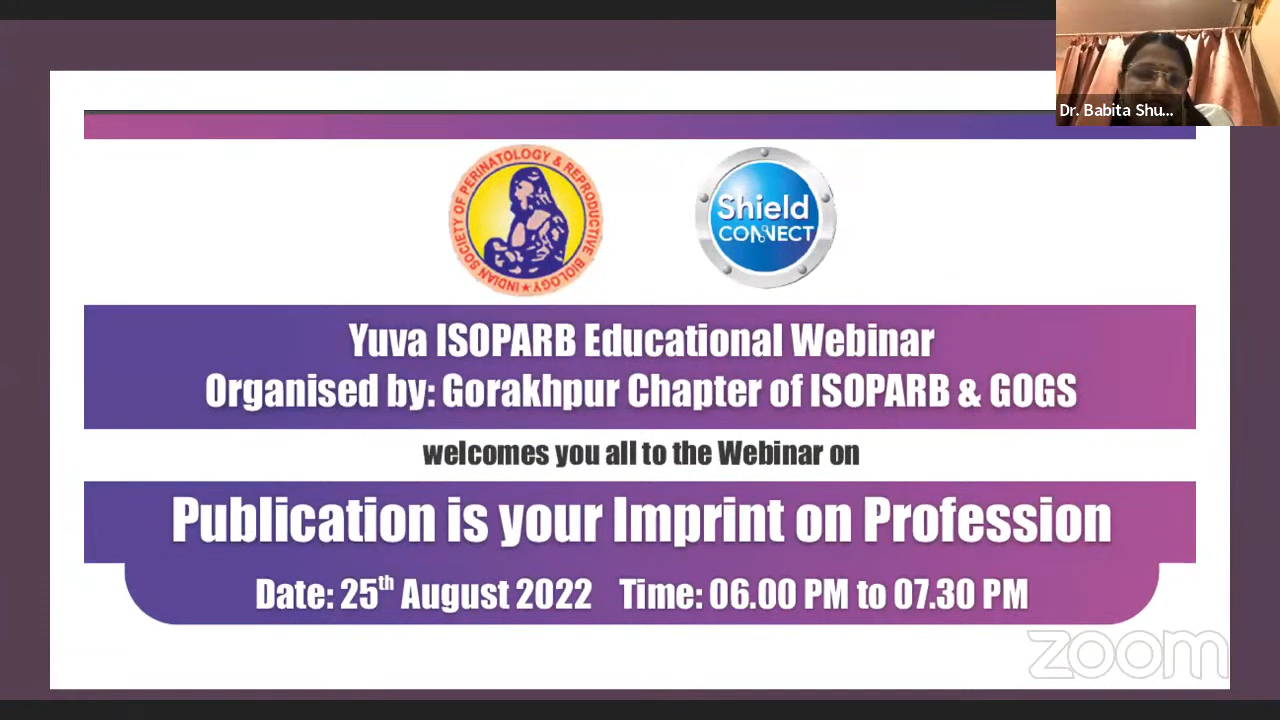 Dr. Babita Shu...
INDIAN SOCIETY OF PERINATOLOGY & REPRODUCTIVE BIOLOGY
Shield
CONNECT
Yuva ISOPARB Educational Webinar
Organised by: Gorakhpur Chapter of ISOPARB & GOGS
welcomes you all to the Webinar on
Publication is your Imprint on Profession
Date: 25th August 2022 Time: 06.00 PM to 07.30 PM
zoom